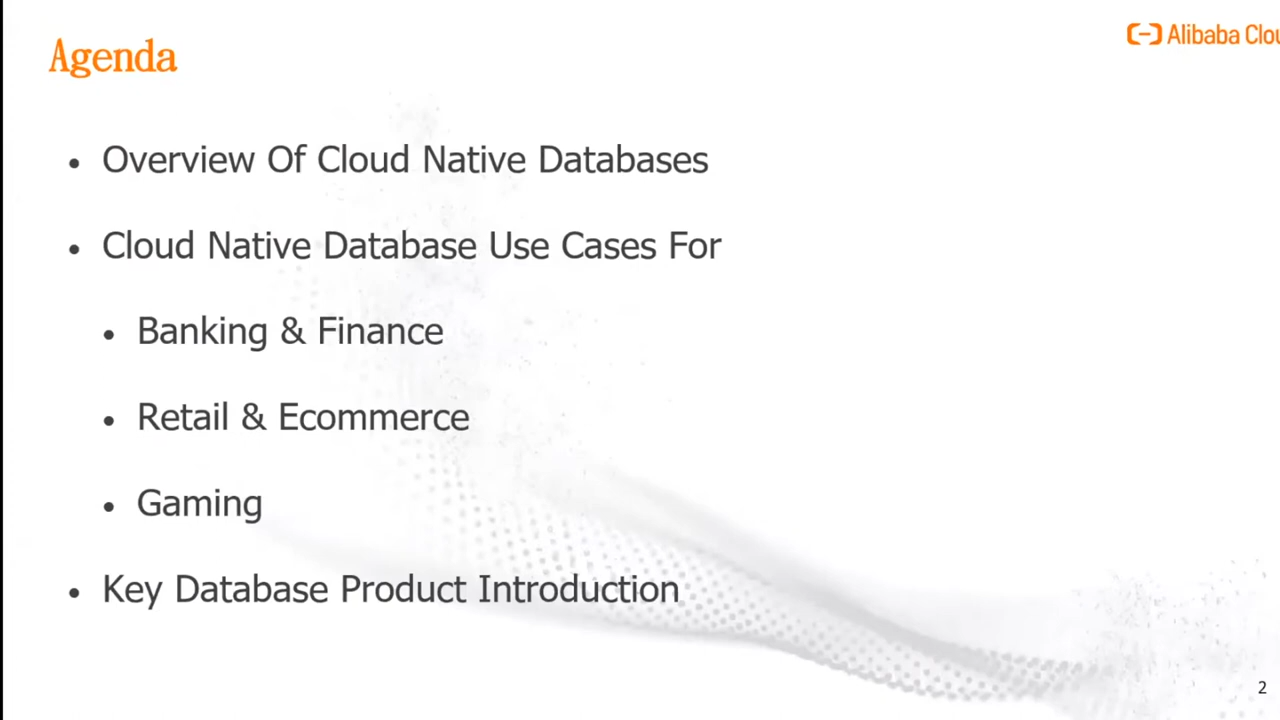 Agenda
Alibaba Clou
• Overview Of Cloud Native Databases
• Cloud Native Database Use Cases For
• Banking & Finance
• Retail & Ecommerce
• Gaming
• Key Database Product Introduction
2